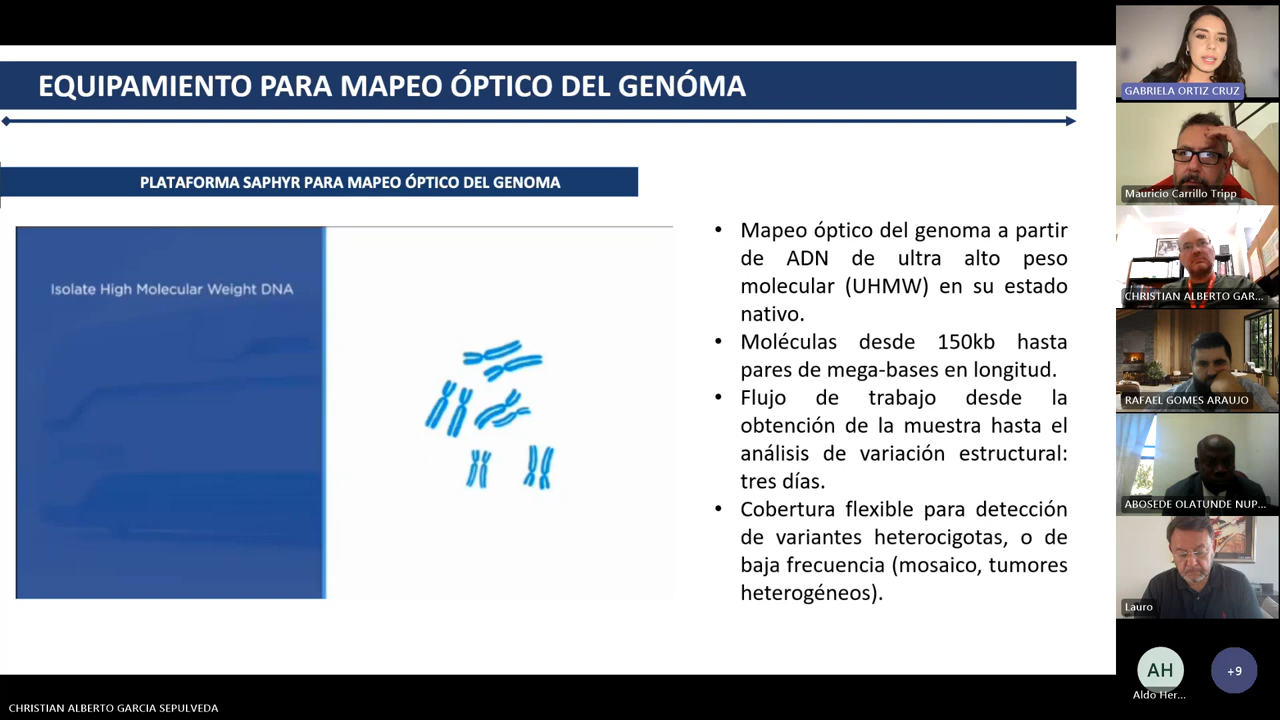 EQUIPAMIENTO PARA MAPEO ÓPTICO DEL GENÓMA
PLATAFORMA SAPHYR PARA MAPEO ÓPTICO DEL GENOMA
Isolate High Molecular Weight DNA
• Mapeo óptico del genoma a partir
de ADN de ultra alto peso
molecular (UHMW) en su estado
nativo.
• Moléculas desde 150kb hasta
pares de mega-bases en longitud.
• Flujo de trabajo desde la
obtención de la muestra hasta el
análisis de variación estructural:
tres días.
• Cobertura flexible para detección
de variantes heterocigotas, o de
baja frecuencia (mosaico, tumores
heterogéneos).
GABRIELA ORTIZ CRUZ
Mauricio Carrillo Tripp
CHRISTIAN ALBERTO GAR...
RAFAEL GOMES ARAUJO
ABOSEDE OLATUNDE NUP...
Lauro
AH
Aldo Her...
+9
CHRISTIAN ALBERTO GARCIA SEPULVEDA